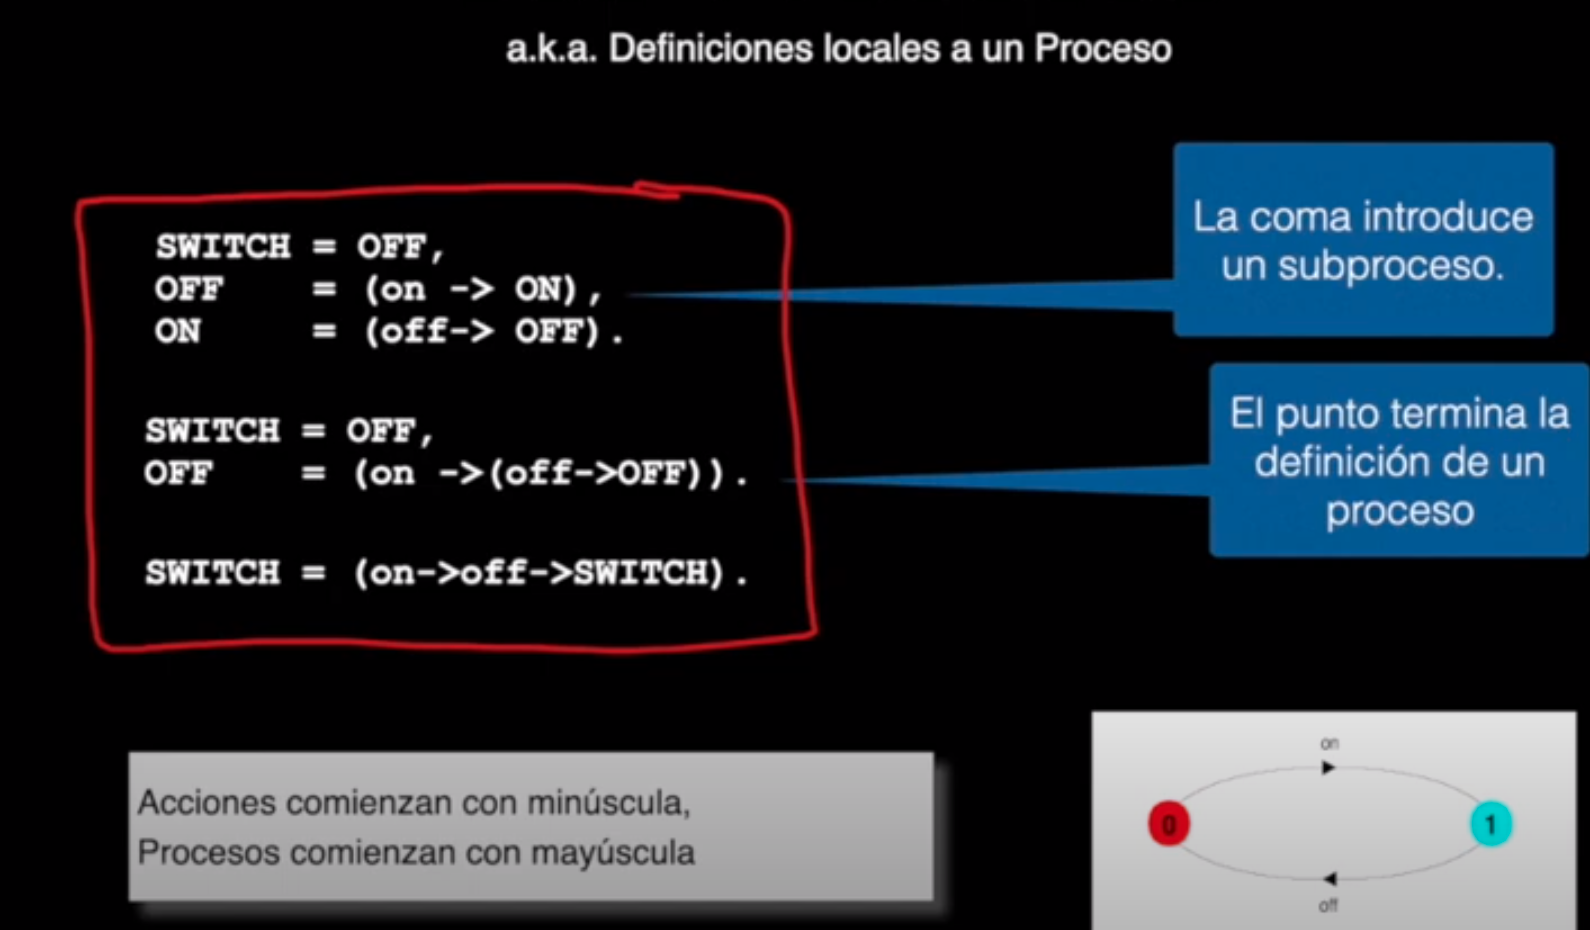 a.k.a. Definiciones locales a un Proceso
SWITCH = OFF,
OFF = (on -> ON),
ON = (off-> OFF).
SWITCH = OFF,
OFF = (on ->(off->OFF)).
SWITCH = (on->off->SWITCH).
La coma introduce
un subproceso.
El punto termina la
definición de un
proceso
Acciones comienzan con minúscula,
Procesos comienzan con mayúscula
on
0
1
off